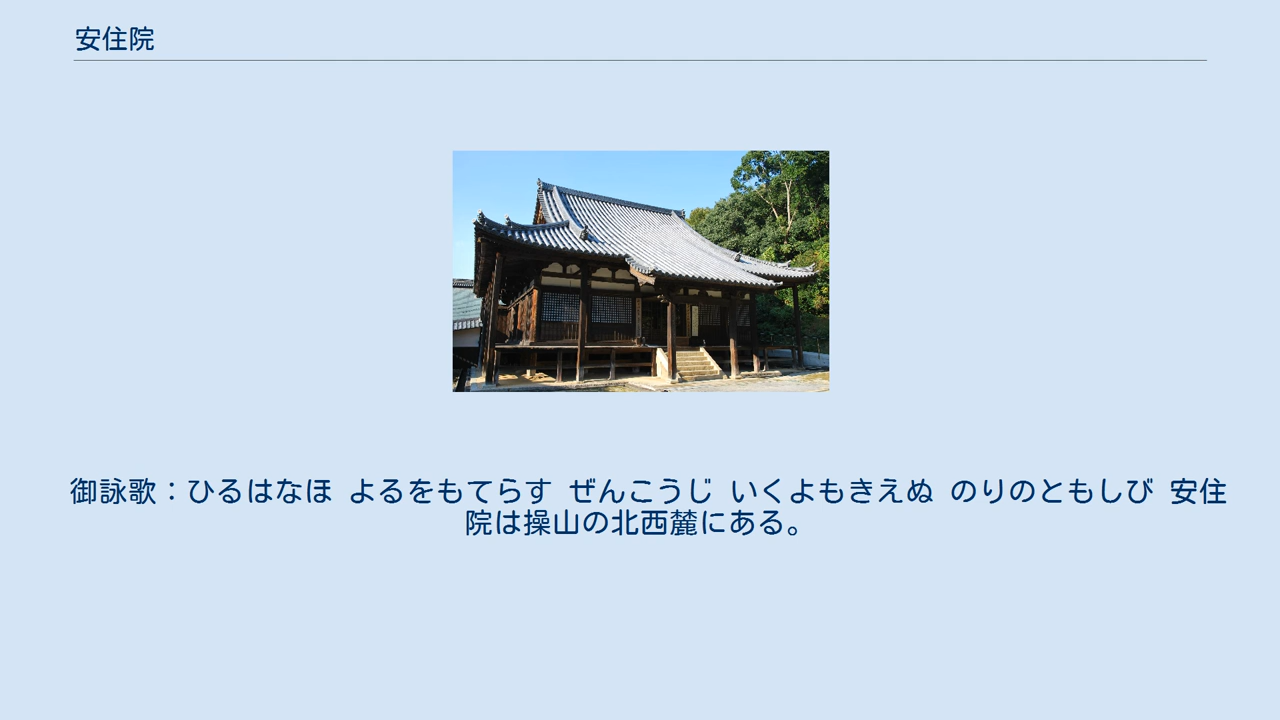 安住院
御詠歌：ひるはなほ よるをもてらす ぜんこうじ いくよもきえぬ のりのともしび 安住
院は操山の北西麓にある。